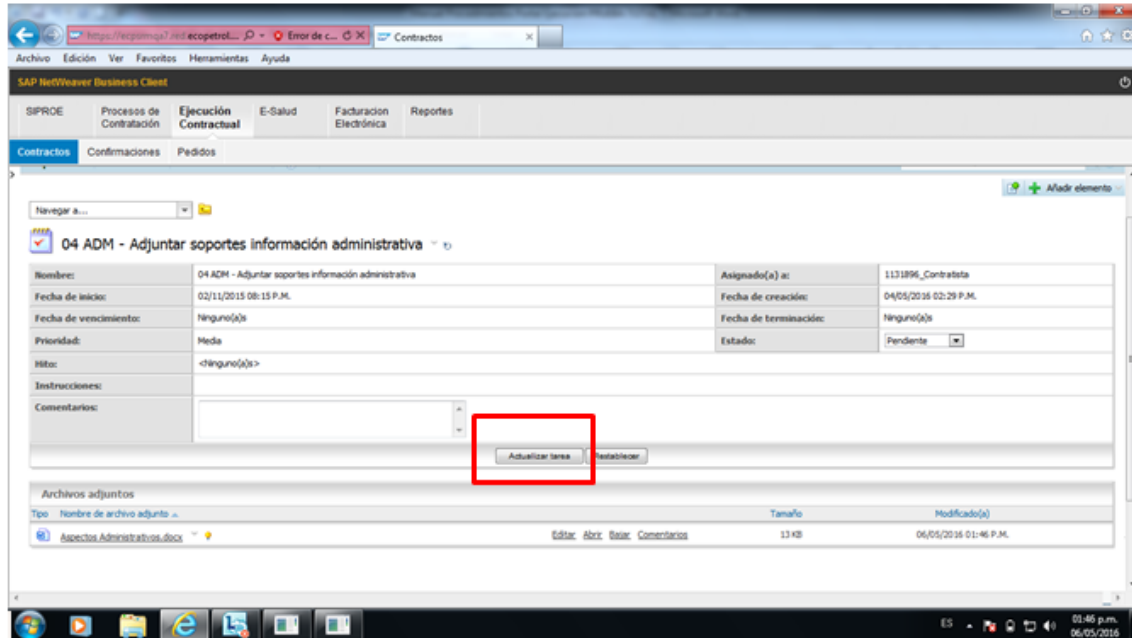 https://ecpsrmqa7.red.ecopetrol... Error de c... Contractos
Archivo Edición Ver Favoritos Herramientas Ayuda
SAP NetWeaver Business Client
SIPROE Procesos de Contratación Ejecución Contractual E-Salud Facturacion Electrónica Reportes
Contractos Confirmaciones Pedidos
Añadir elemento
Navegar a...
04 ADM - Adjuntar soportes información administrativa
Nombre: 04 ADM - Adjuntar soportes información administrativa Asignado(a) a: 1131896_Contratista
Fecha de inicio: 02/11/2015 08:15 P.M. Fecha de creación: 04/05/2016 02:29 P.M.
Fecha de vencimiento: Ninguno(a)s Fecha de terminación: Ninguno(a)s
Prioridad: Media Estado: Pendiente
Hito: <Ninguno(a)s>
Instrucciones:
Comentarios:
Actualizar tarea Restablecer
Archivos adjuntos
Tipo Nombre de archivo adjunto Tamaño Modificado(a)
Aspectos Administrativos.docx Editar Abrir Bajar Comentarios 13 KB 06/05/2016 01:46 P.M.
ES 01:46 p.m.
06/05/2016